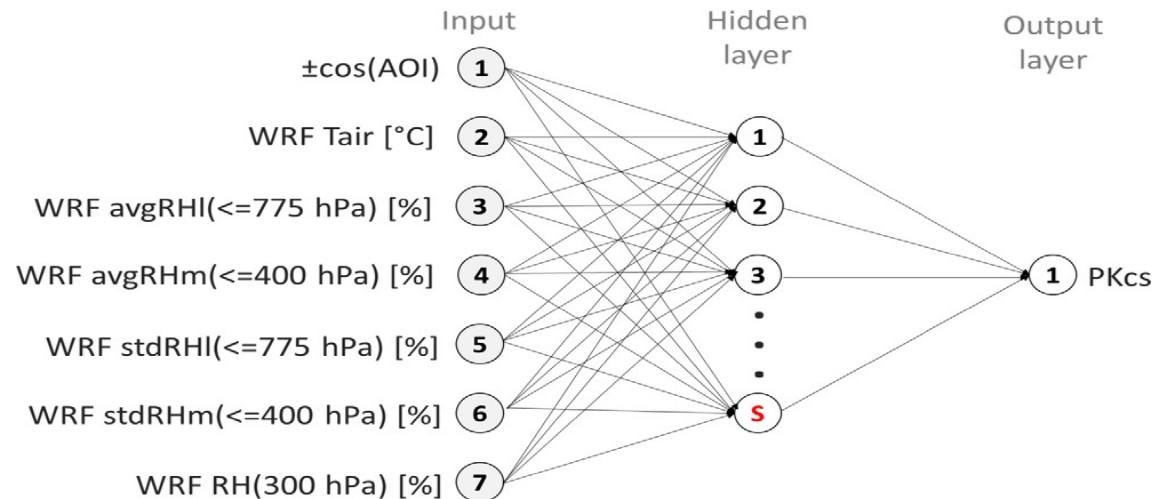 Input
Hidden
layer
Output
layer
±cos(AOI) 1
WRF Tair [°C] 2
WRF avgRHl(<=775 hPa) [%] 3
WRF avgRHm(<=400 hPa) [%] 4
WRF stdRHl(<=775 hPa) [%] 5
WRF stdRHm(<=400 hPa) [%] 6
WRF RH(300 hPa) [%] 7
1
2
3
S
1 PKcs